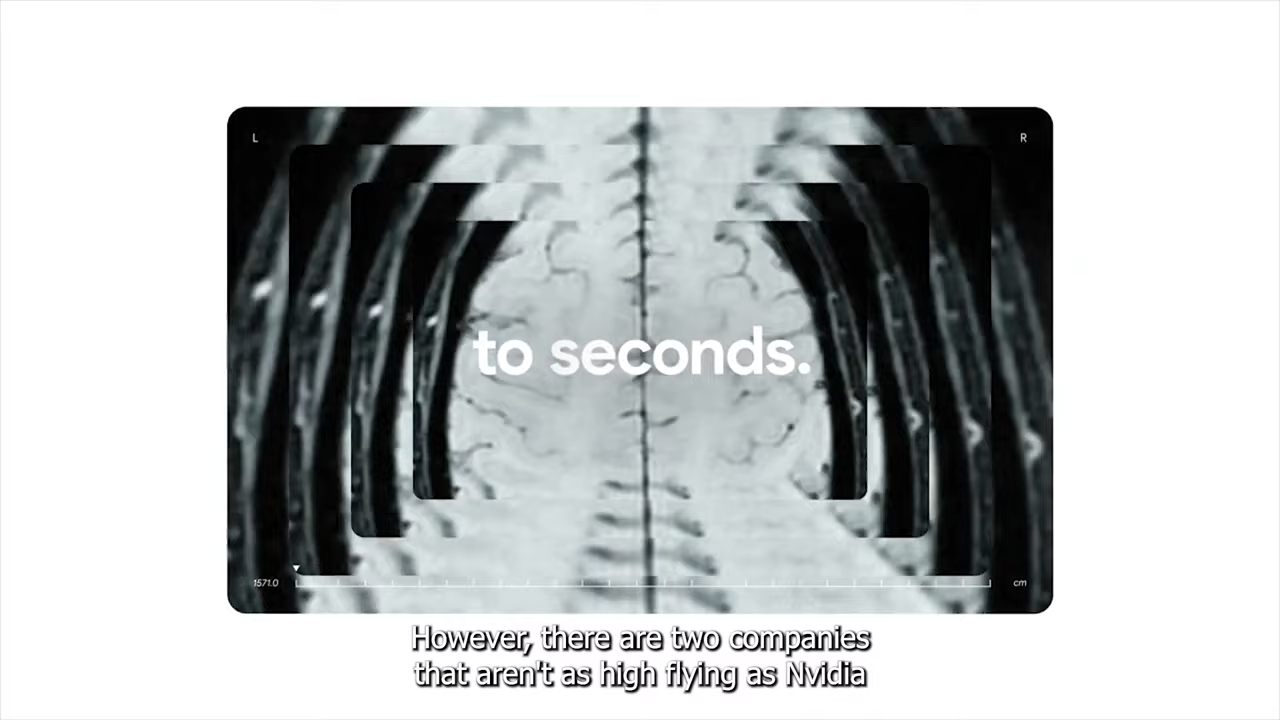 L
R
to seconds.
1571.0
cm
However, there are two companies
that aren't as high flying as Nvidia